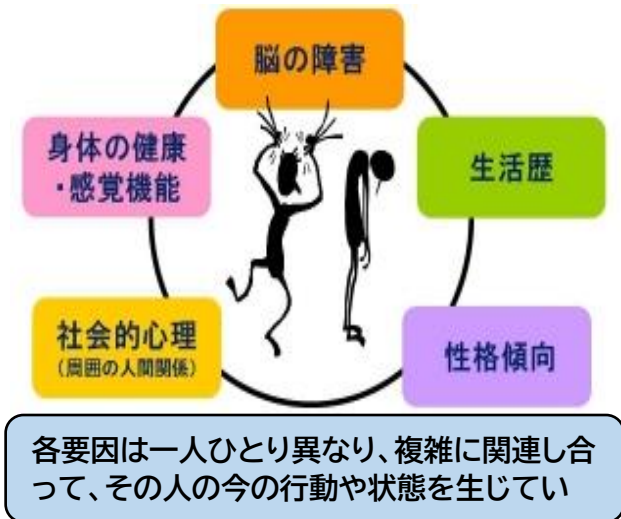 脳の障害
身体の健康
・感覚機能
生活歴
社会的心理
(周囲の人間関係)
性格傾向
各要因は一人ひとり異なり、複雑に関連し合
って、その人の今の行動や状態を生じてい